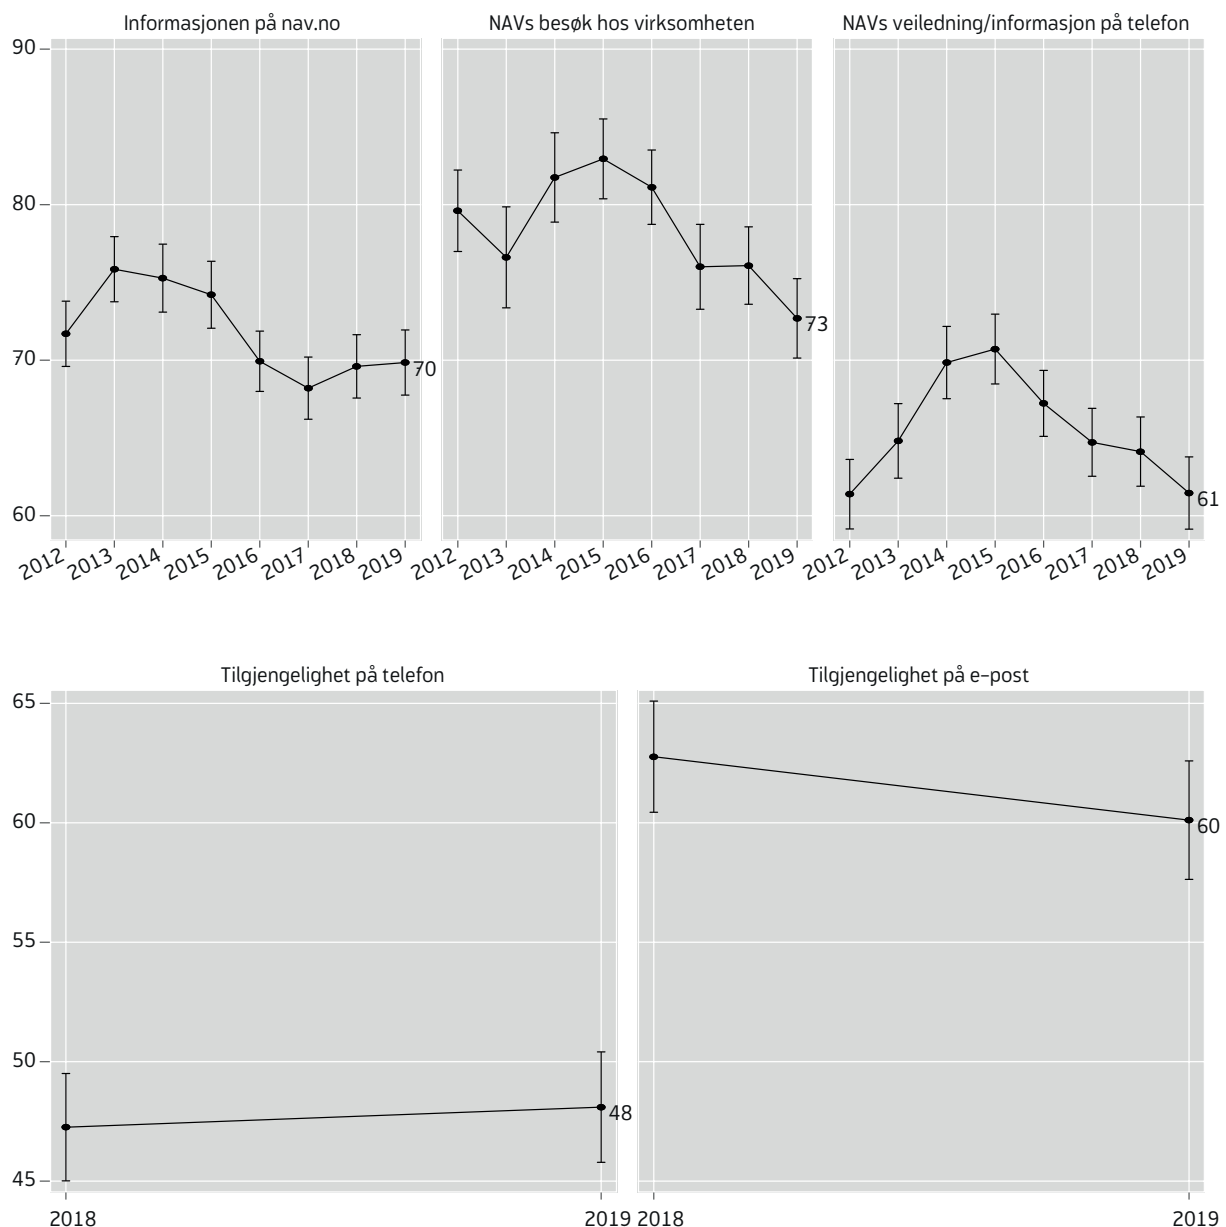 Informasjonen på nav.no
NAVs besøk hos virksomheten
NAVs veiledning/informasjon på telefon
90
80
70
60
70
73
61
2012 2013 2014 2015 2016 2017 2018 2019
2012 2013 2014 2015 2016 2017 2018 2019
2012 2013 2014 2015 2016 2017 2018 2019
Tilgjengelighet på telefon
Tilgjengelighet på e-post
65
60
55
50
45
48
60
2018 2019
2018 2019